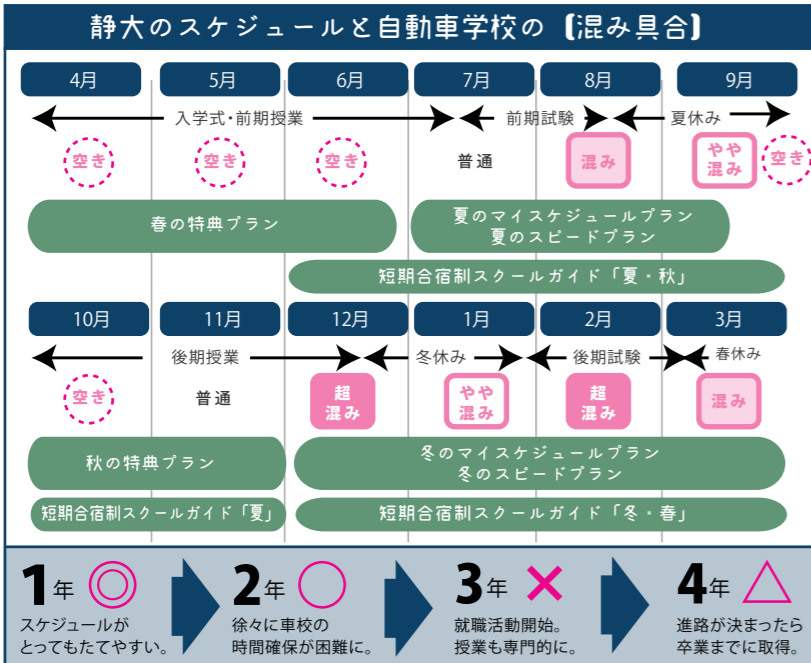 静大のスケジュールと自動車学校の【混み具合】
4月 5月 6月 7月 8月 9月
入学式・前期授業 前期試験 夏休み
空き 空き 空き 普通 混み やや混み 空き
春の特典プラン
夏のマイスケジュールプラン
夏のスピードプラン
短期合宿制スクールガイド「夏・秋」
10月 11月 12月 1月 2月 3月
後期授業 冬休み 後期試験 春休み
空き 普通 超混み やや混み 超混み 混み
秋の特典プラン
冬のマイスケジュールプラン
冬のスピードプラン
短期合宿制スクールガイド「夏」
短期合宿制スクールガイド「冬・春」
1年 ◎
スケジュールが
とってもたてやすい。
2年 ○
徐々に車校の
時間確保が困難に。
3年 ×
就職活動開始。
授業も専門的に。
4年 △
進路が決まったら
卒業までに取得。